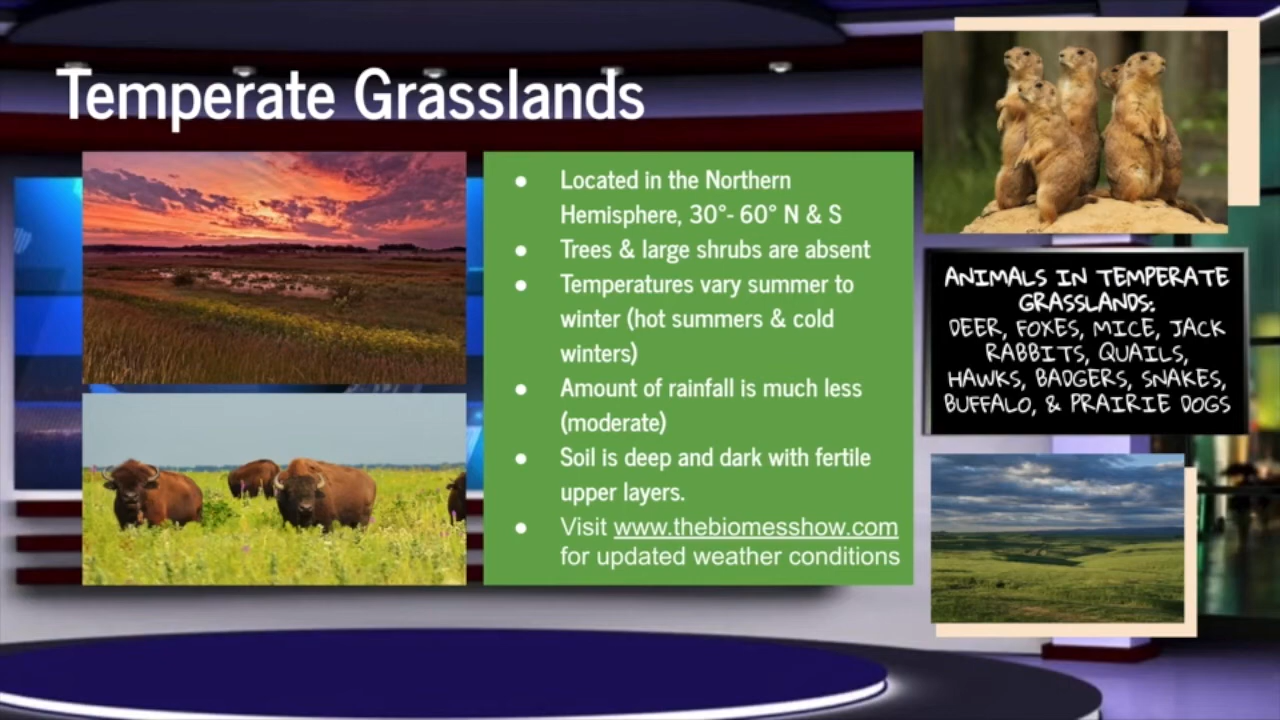 Temperate Grasslands
● Located in the Northern
Hemisphere, 30°- 60° N & S
● Trees & large shrubs are absent
● Temperatures vary summer to
winter (hot summers & cold
winters)
● Amount of rainfall is much less
(moderate)
● Soil is deep and dark with fertile
upper layers.
● Visit www.thebiomesshow.com
for updated weather conditions
ANIMALS IN TEMPERATE
GRASSLANDS:
DEER, FOXES, MICE, JACK
RABBITS, QUAILS,
HAWKS, BADGERS, SNAKES,
BUFFALO, & PRAIRIE DOGS